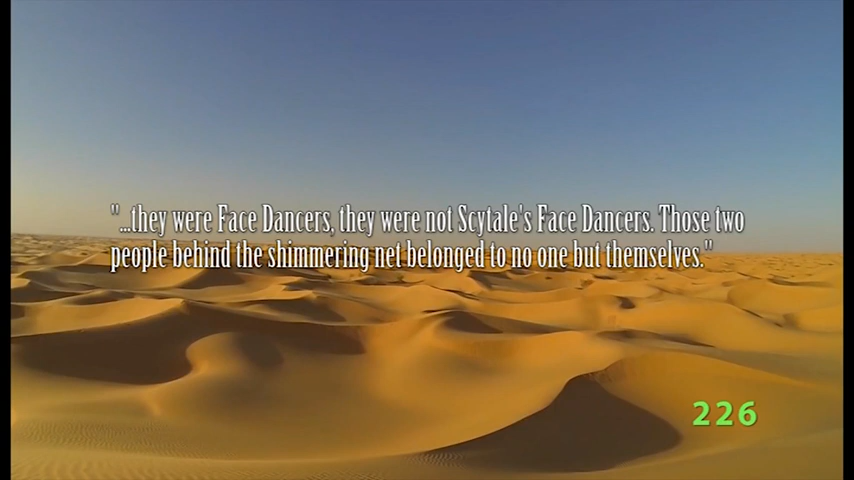 "...they were Face Dancers, they were not Scytale's Face Dancers. Those two
people behind the shimmering net belonged to no one but themselves."
226